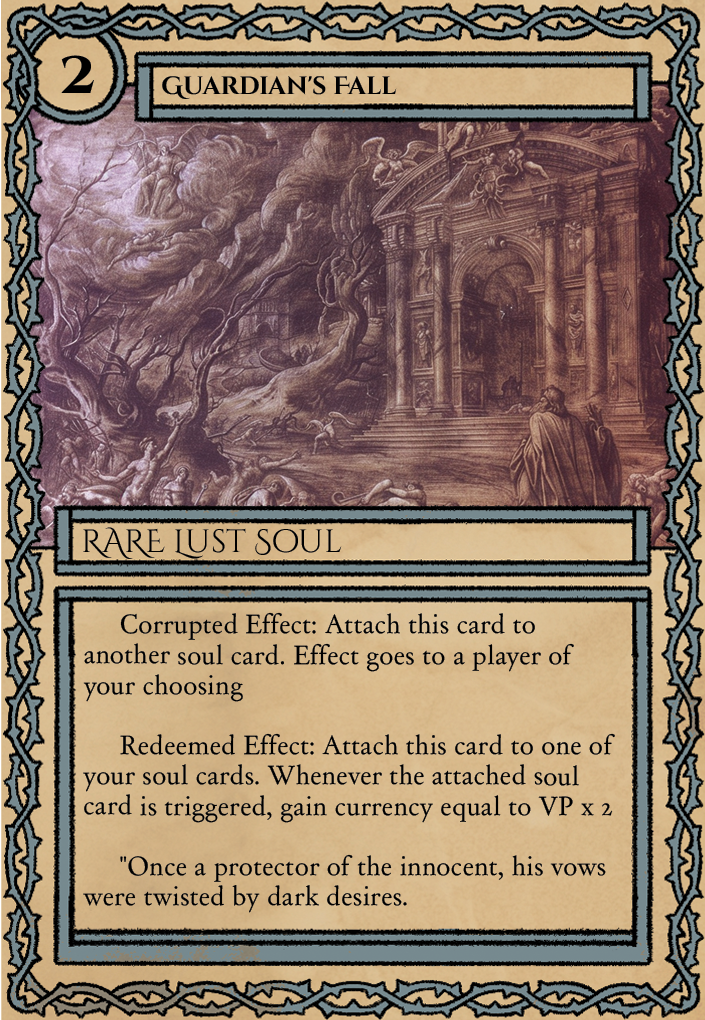 2
GUARDIAN'S FALL
RARE LUST SOUL
Corrupted Effect: Attach this card to
another soul card. Effect goes to a player of
your choosing
Redeemed Effect: Attach this card to one of
your soul cards. Whenever the attached soul
card is triggered, gain currency equal to VP x 2
"Once a protector of the innocent, his vows
were twisted by dark desires.